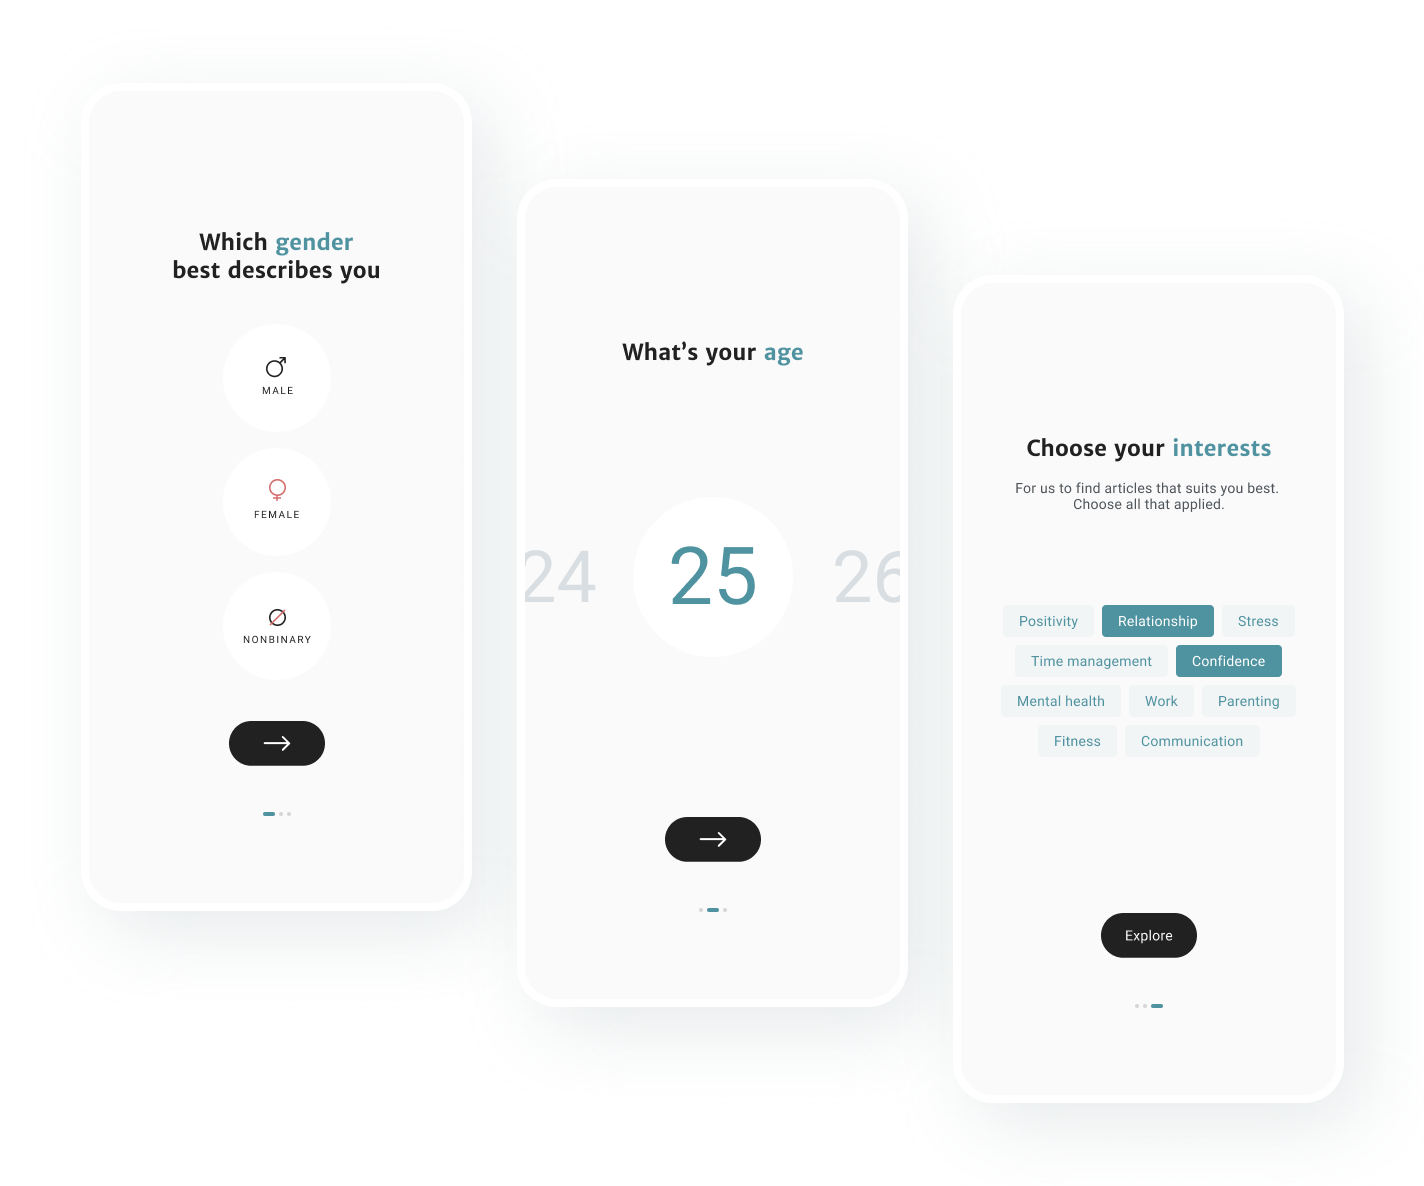 Which gender
best describes you
MALE
FEMALE
NONBINARY
What's your age
24 25 26
Choose your interests
For us to find articles that suits you best.
Choose all that applied.
Positivity Relationship Stress
Time management Confidence
Mental health Work Parenting
Fitness Communication
Explore